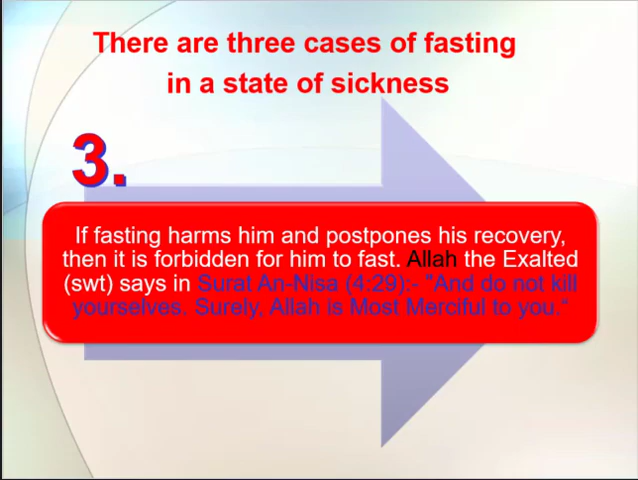 There are three cases of fasting
in a state of sickness
3.
If fasting harms him and postpones his recovery,
then it is forbidden for him to fast. Allah the Exalted
(swt) says in Surat An-Nisa (4:29):- "And do not kill
yourselves. Surely, Allah is Most Merciful to you.“